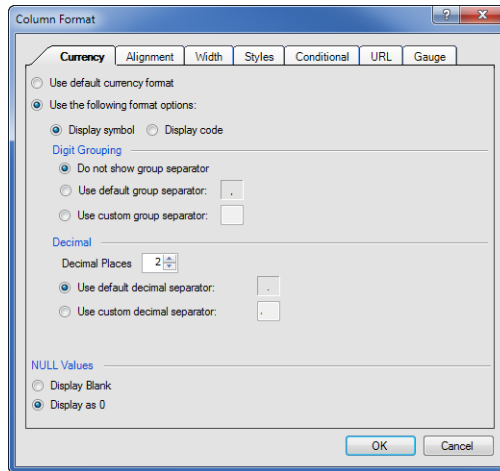 Column Format
? X
Currency Alignment Width Styles Conditional URL Gauge
Use default currency format
Use the following format options:
Display symbol Display code
Digit Grouping
Do not show group separator
Use default group separator: ,
Use custom group separator:
Decimal
Decimal Places 2
Use default decimal separator: .
Use custom decimal separator: .
NULL Values
Display Blank
Display as 0
OK Cancel